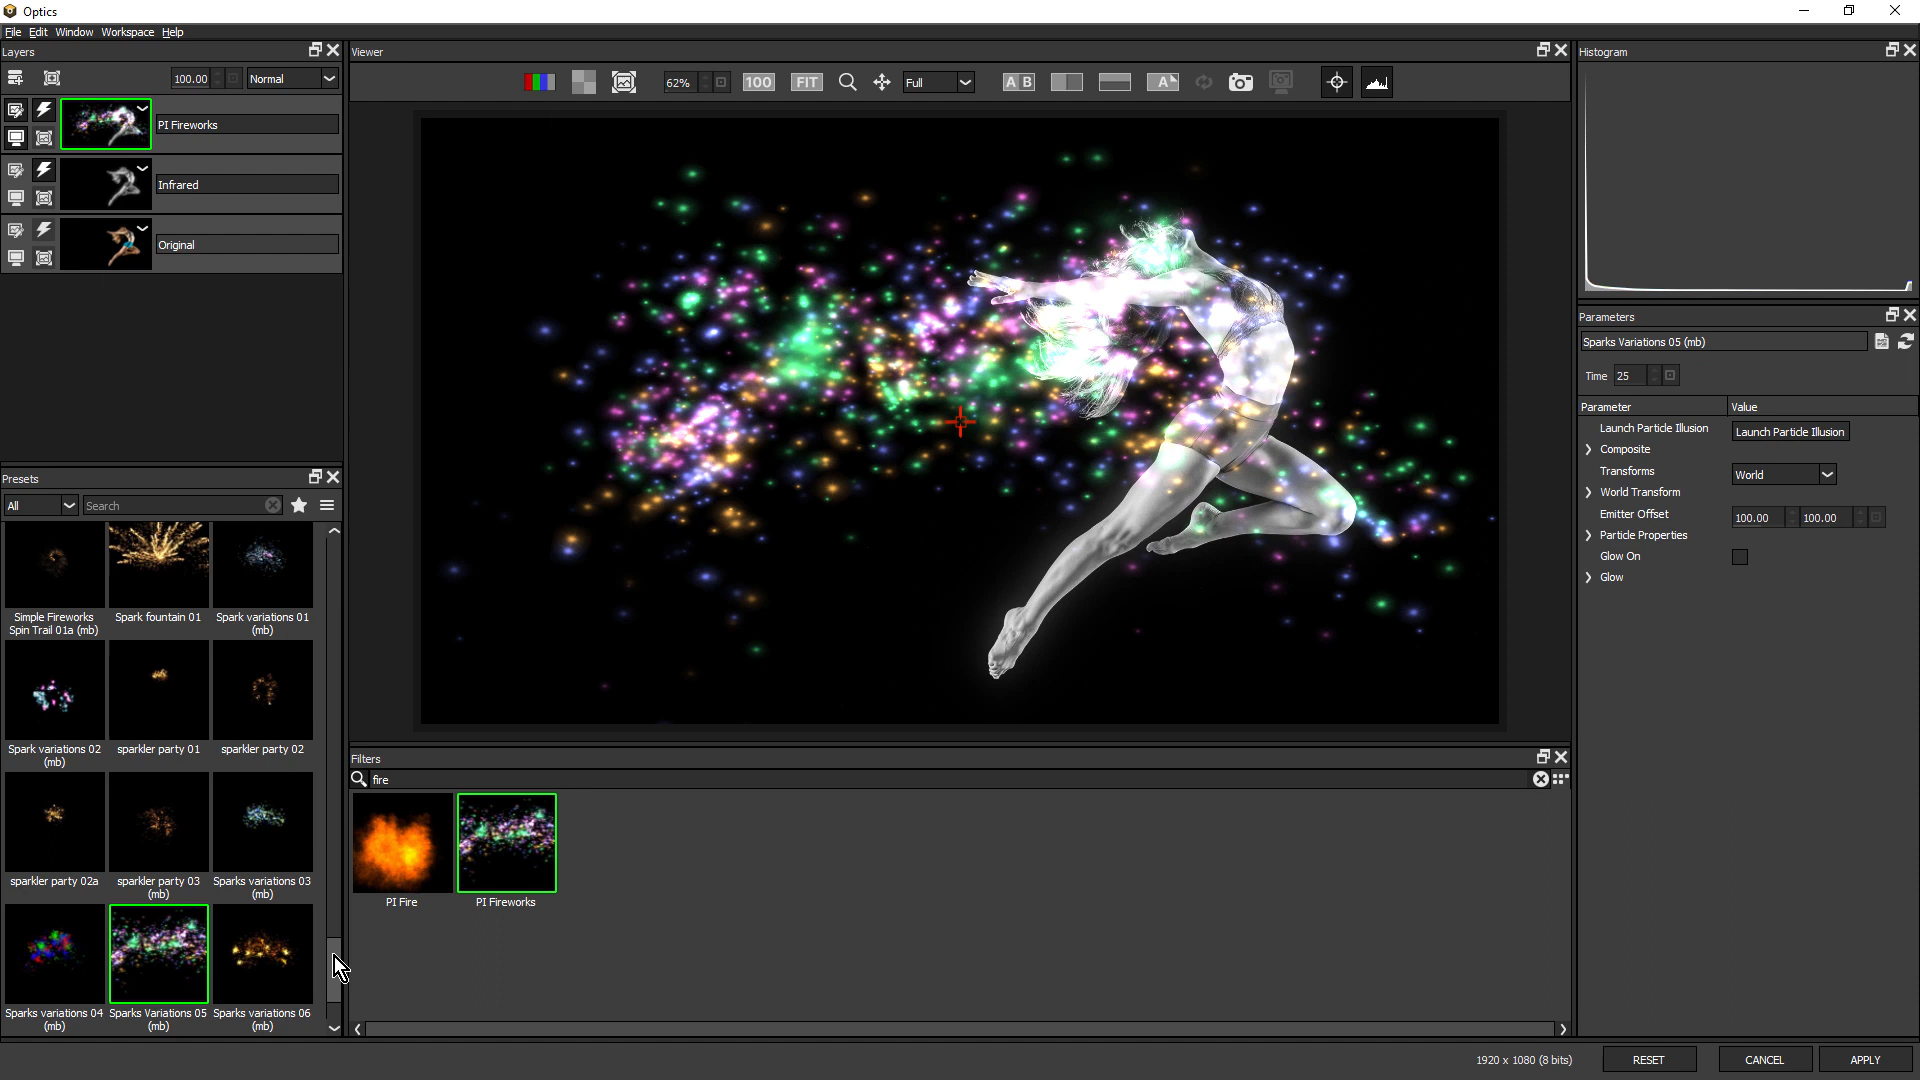 Optics
File Edit Window Workspace Help
Layers
100.00 Normal
PI Fireworks
Infrared
Original
Presets
All Search
Simple Fireworks Spark fountain 01 Spark variations 01
Spin Trail 01a (mb) (mb)
Spark variations 02 sparkler party 01 sparkler party 02
(mb)
sparkler party 02a sparkler party 03 Sparks variations 03
(mb) (mb)
Sparks variations 04 Sparks Variations 05 Sparks variations 06
(mb) (mb) (mb)
Viewer
62% 100 FIT Full A B A
Filters
fire
PI Fire PI Fireworks
Histogram
Parameters
Sparks Variations 05 (mb)
Time 25
Parameter Value
Launch Particle Illusion Launch Particle Illusion
Composite
Transforms World
World Transform
Emitter Offset 100.00 100.00
Particle Properties
Glow On
Glow
1920 x 1080 (8 bits) RESET CANCEL APPLY